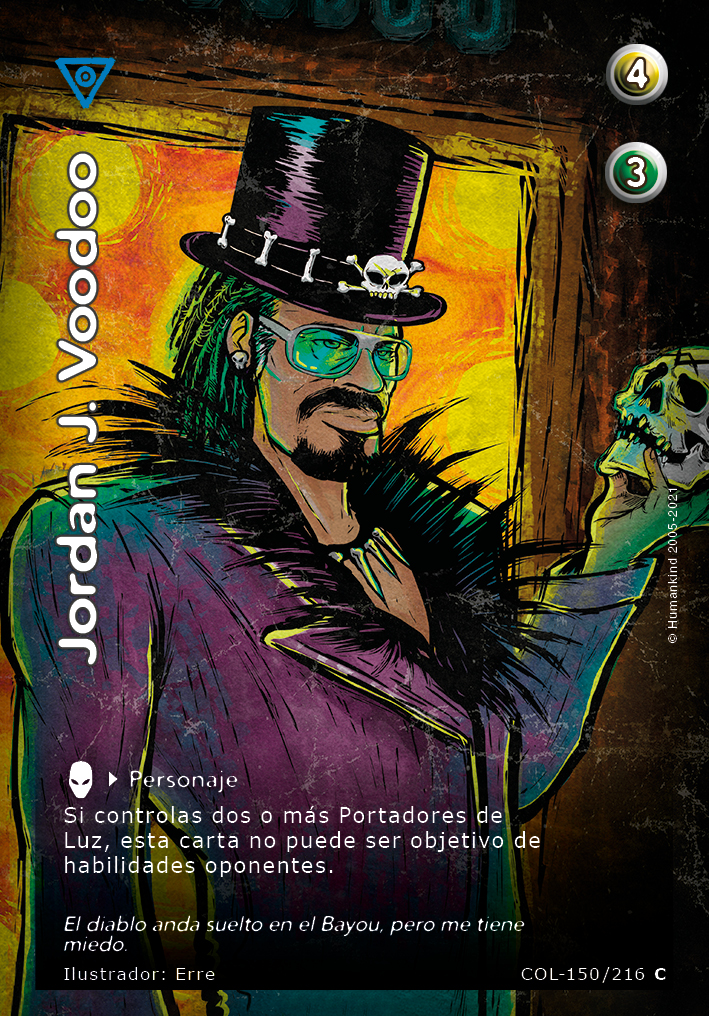 4
3
Jordan J. Voodoo
© Humankind 2005-2021
Personaje
Si controlas dos o más Portadores de
Luz, esta carta no puede ser objetivo de
habilidades oponentes.
El diablo anda suelto en el Bayou, pero me tiene
miedo.
Ilustrador: Erre
COL-150/216 C